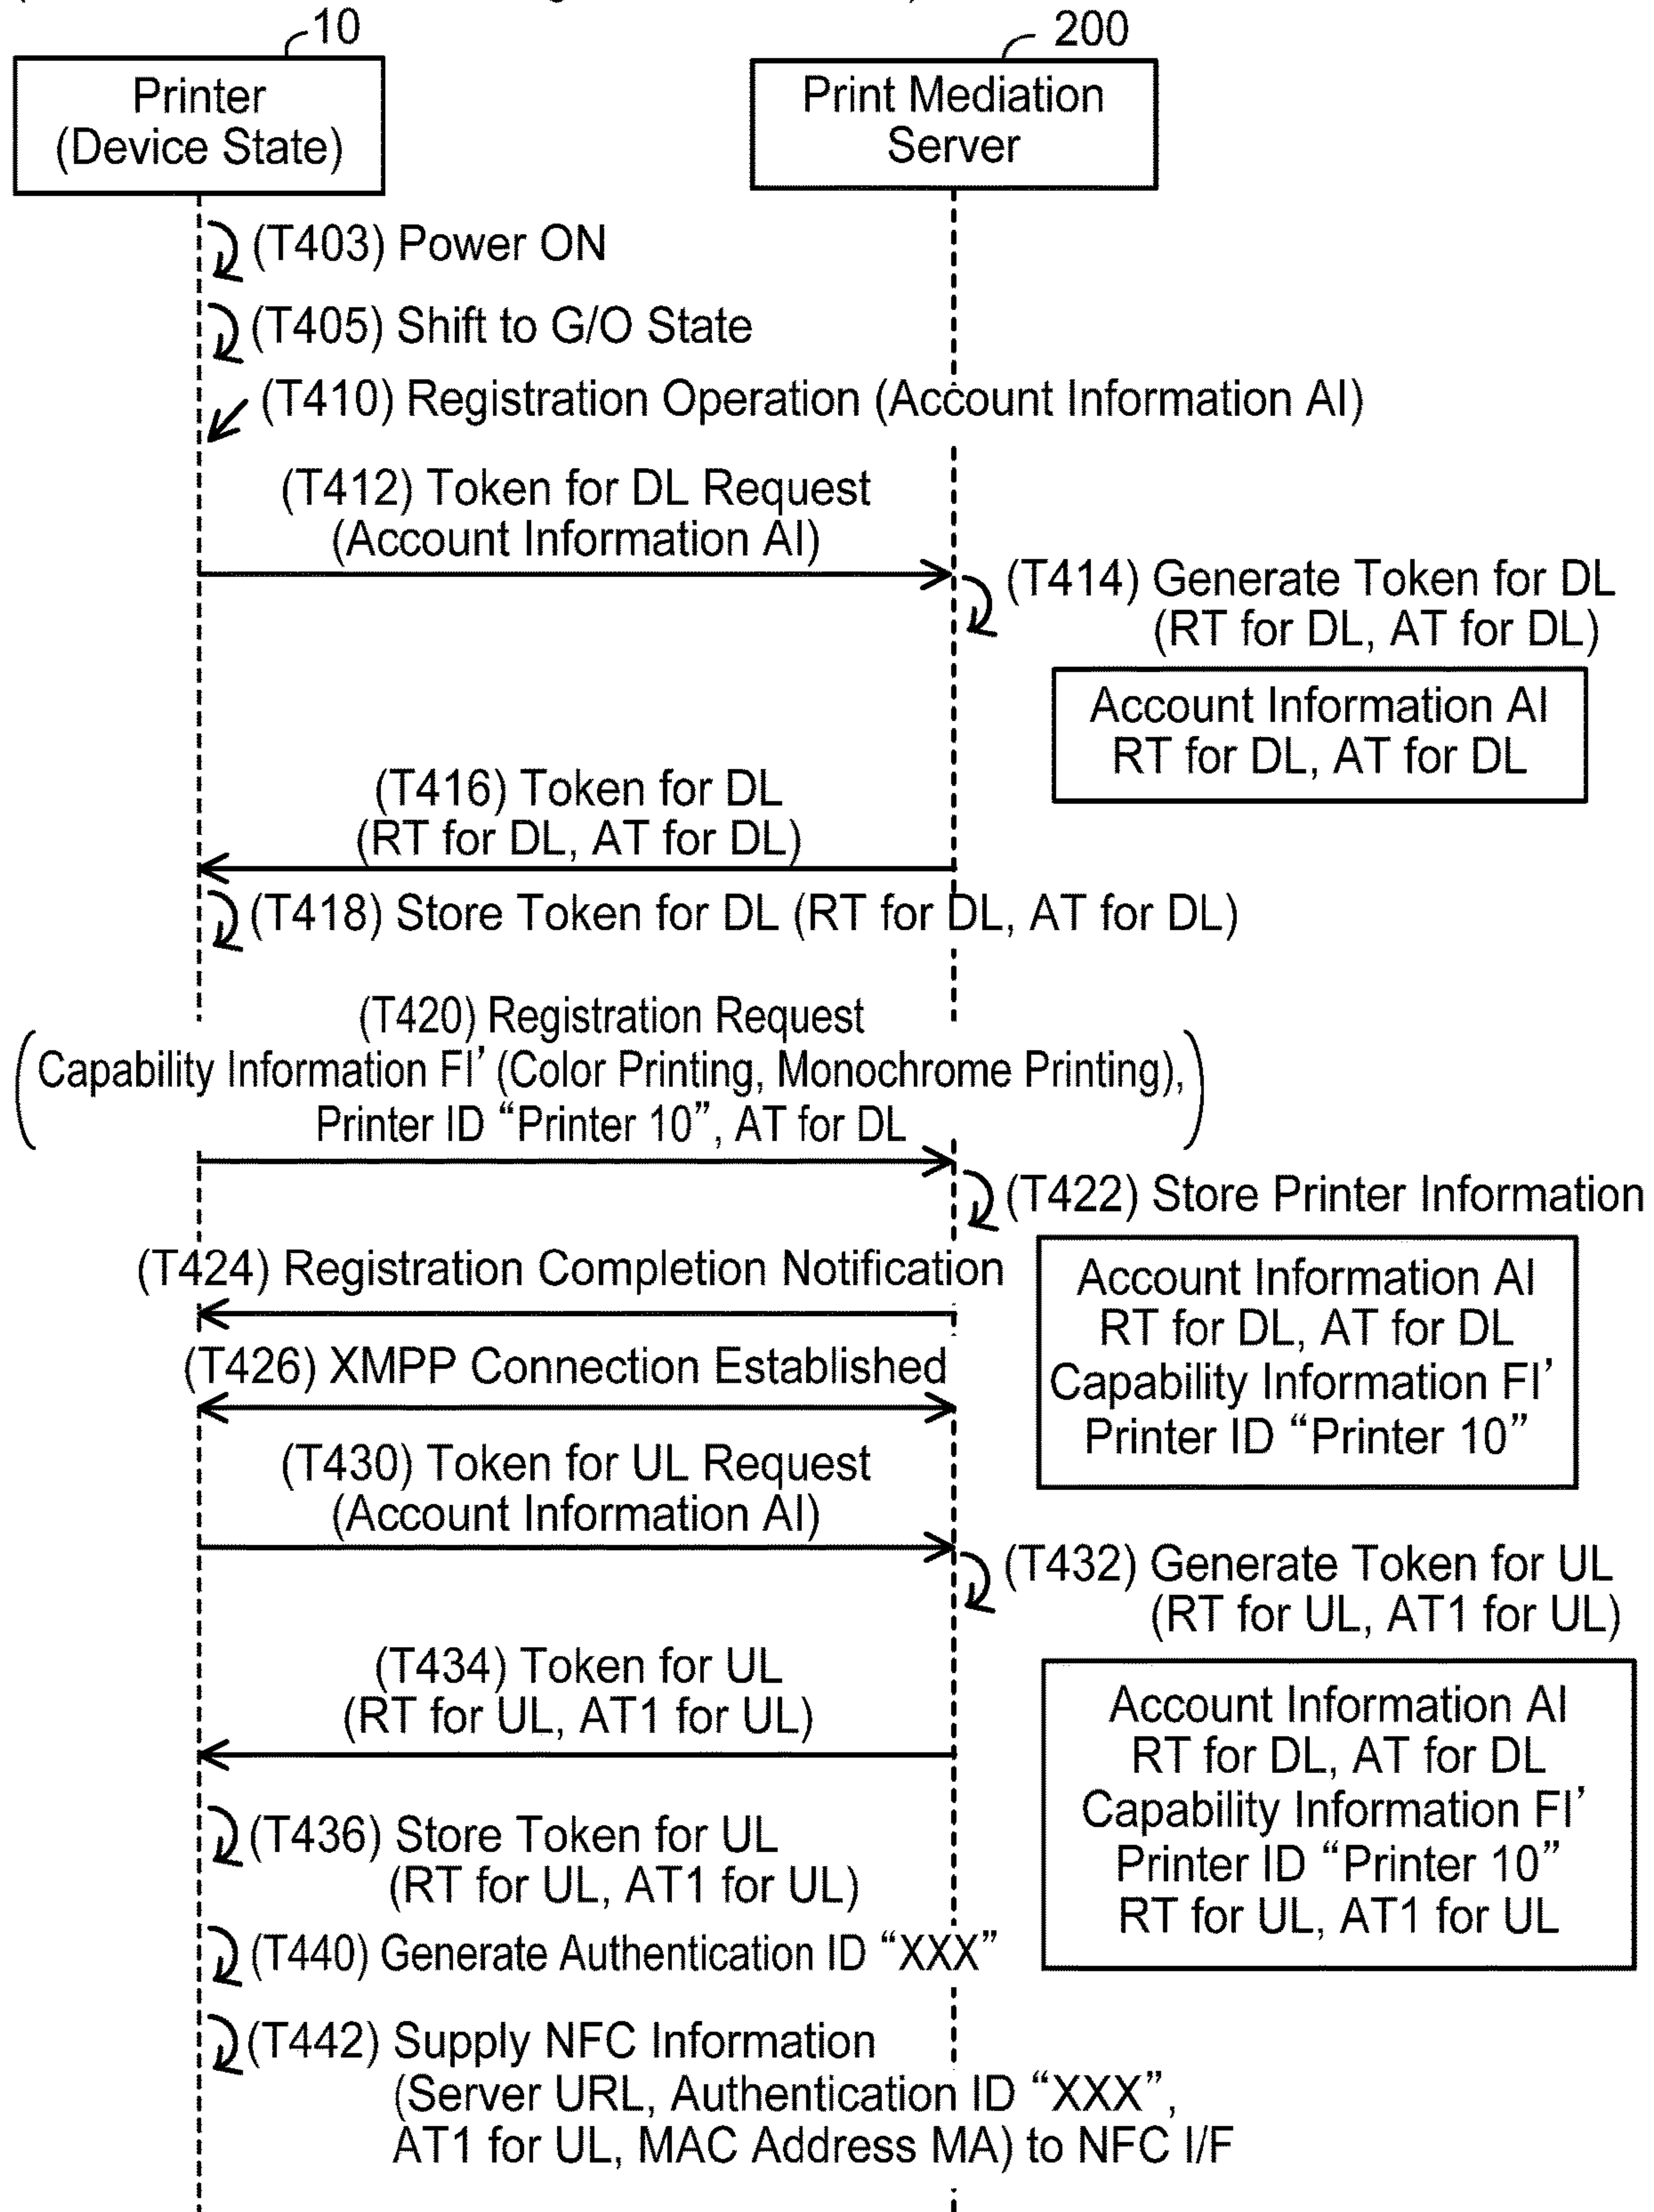 10
200
Printer
(Device State)
Print Mediation
Server
(T403) Power ON
(T405) Shift to G/O State
(T410) Registration Operation (Account Information AI)
(T412) Token for DL Request
(Account Information AI)
(T414) Generate Token for DL
(RT for DL, AT for DL)
Account Information AI
RT for DL, AT for DL
(T416) Token for DL
(RT for DL, AT for DL)
(T418) Store Token for DL (RT for DL, AT for DL)
(T420) Registration Request
(Capability Information FI' (Color Printing, Monochrome Printing),
Printer ID “Printer 10”, AT for DL)
(T422) Store Printer Information
(T424) Registration Completion Notification
Account Information AI
RT for DL, AT for DL
Capability Information FI'
Printer ID “Printer 10”
(T426) XMPP Connection Established
(T430) Token for UL Request
(Account Information AI)
(T432) Generate Token for UL
(RT for UL, AT1 for UL)
(T434) Token for UL
(RT for UL, AT1 for UL)
Account Information AI
RT for DL, AT for DL
Capability Information FI'
Printer ID “Printer 10”
RT for UL, AT1 for UL
(T436) Store Token for UL
(RT for UL, AT1 for UL)
(T440) Generate Authentication ID “XXX”
(T442) Supply NFC Information
(Server URL, Authentication ID “XXX”,
AT1 for UL, MAC Address MA) to NFC I/F